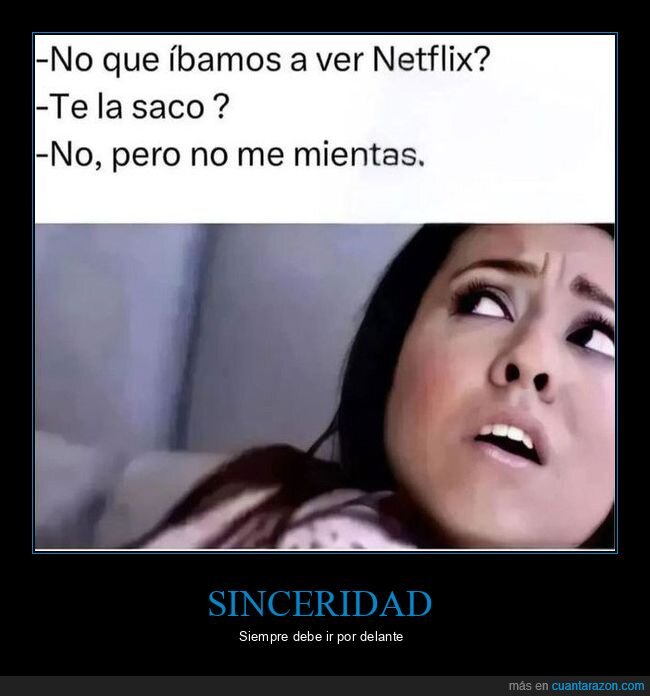 -No que íbamos a ver Netflix?
-Te la saco ?
-No, pero no me mientas.
SINCERIDAD
Siempre debe ir por delante
más en cuantarazon.com